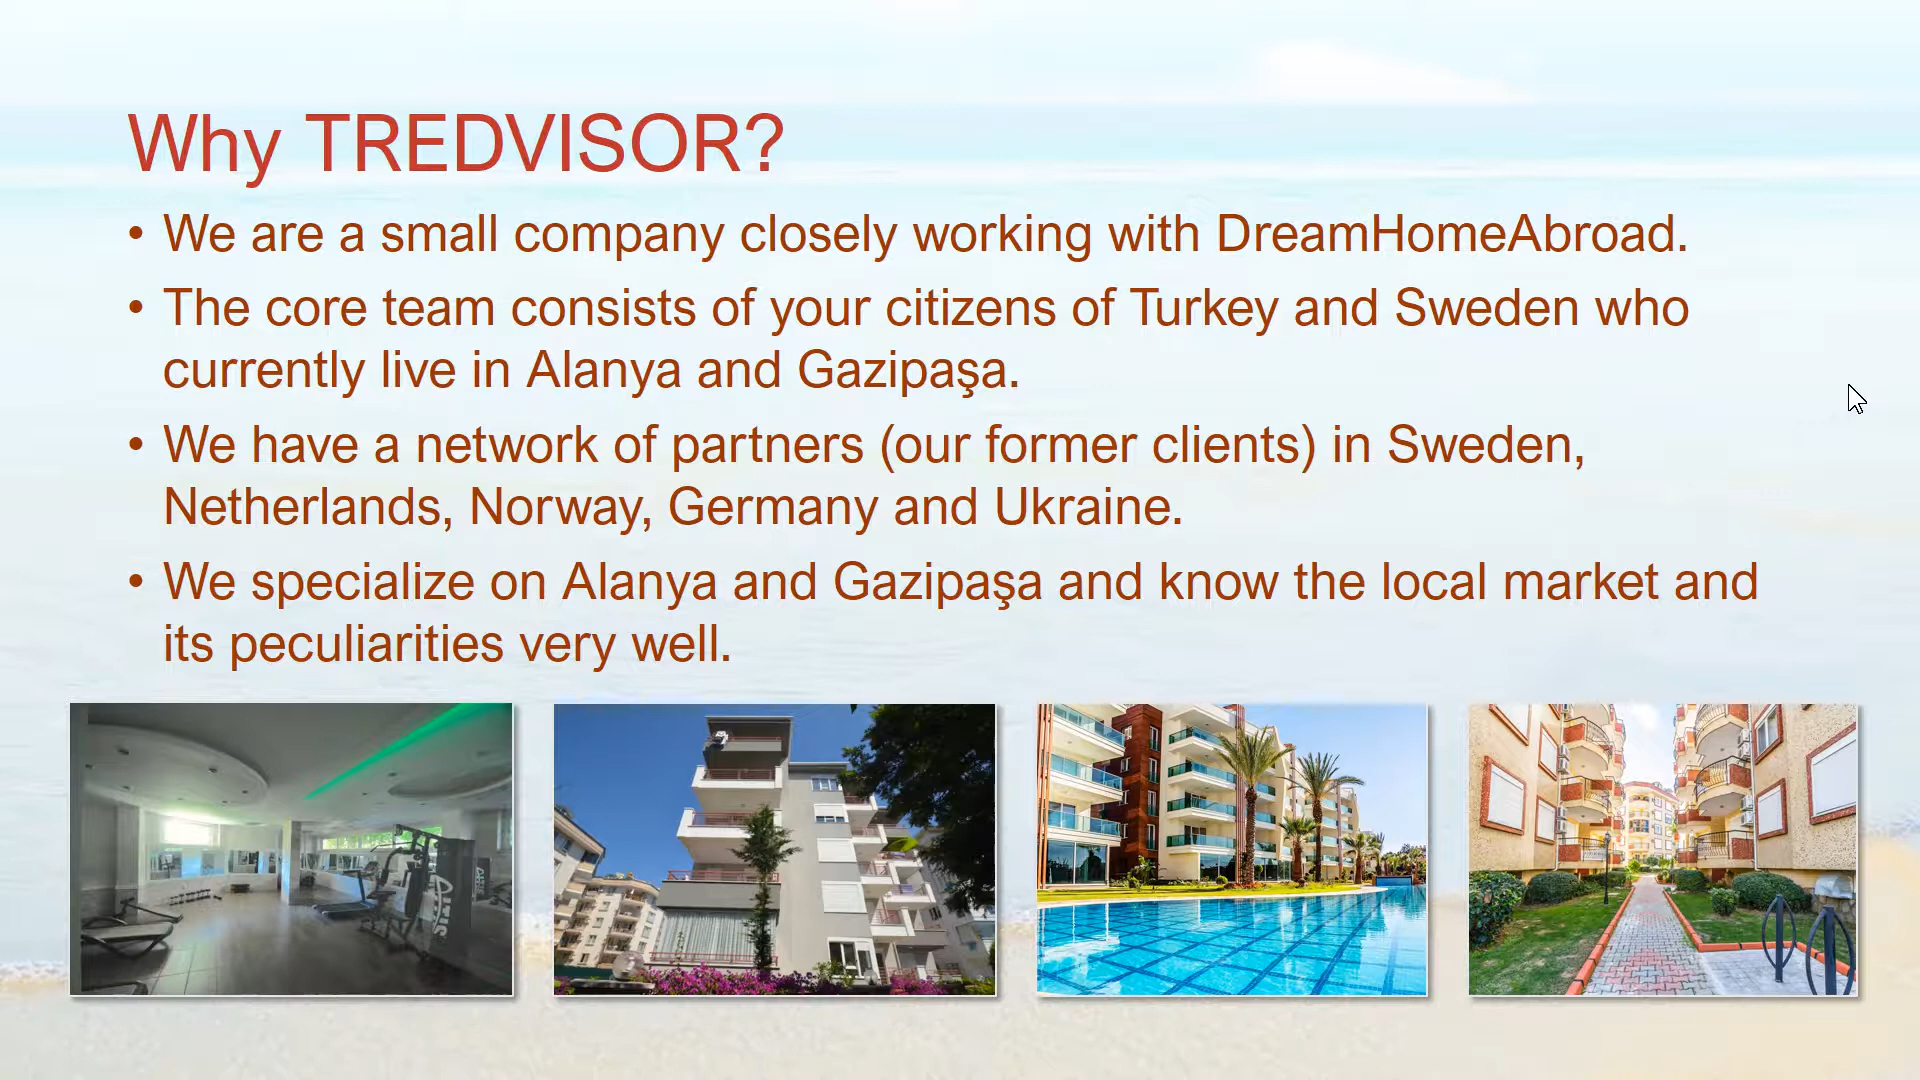 Why TREDVISOR?
• We are a small company closely working with DreamHomeAbroad.
• The core team consists of your citizens of Turkey and Sweden who
currently live in Alanya and Gazipaşa.
• We have a network of partners (our former clients) in Sweden,
Netherlands, Norway, Germany and Ukraine.
• We specialize on Alanya and Gazipaşa and know the local market and
its peculiarities very well.